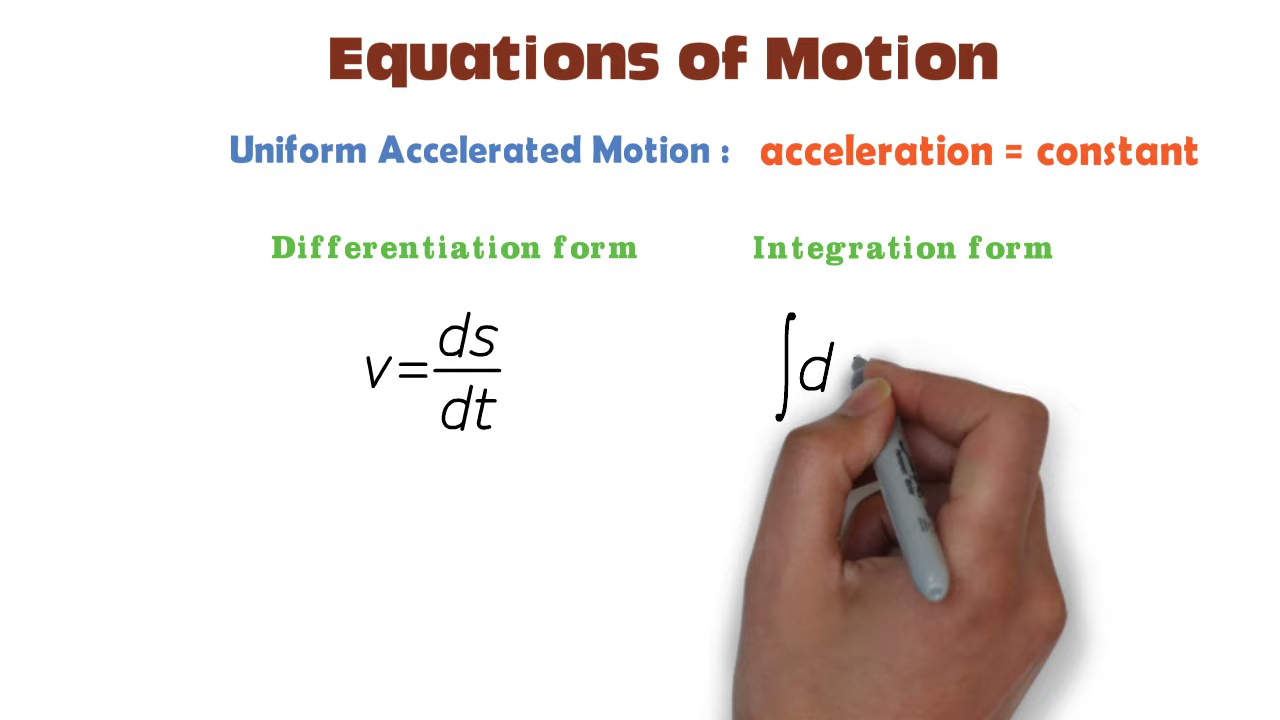 Equations of Motion
Uniform Accelerated Motion : acceleration = constant
Differentiation form Integration form
v = ds/dt ∫d